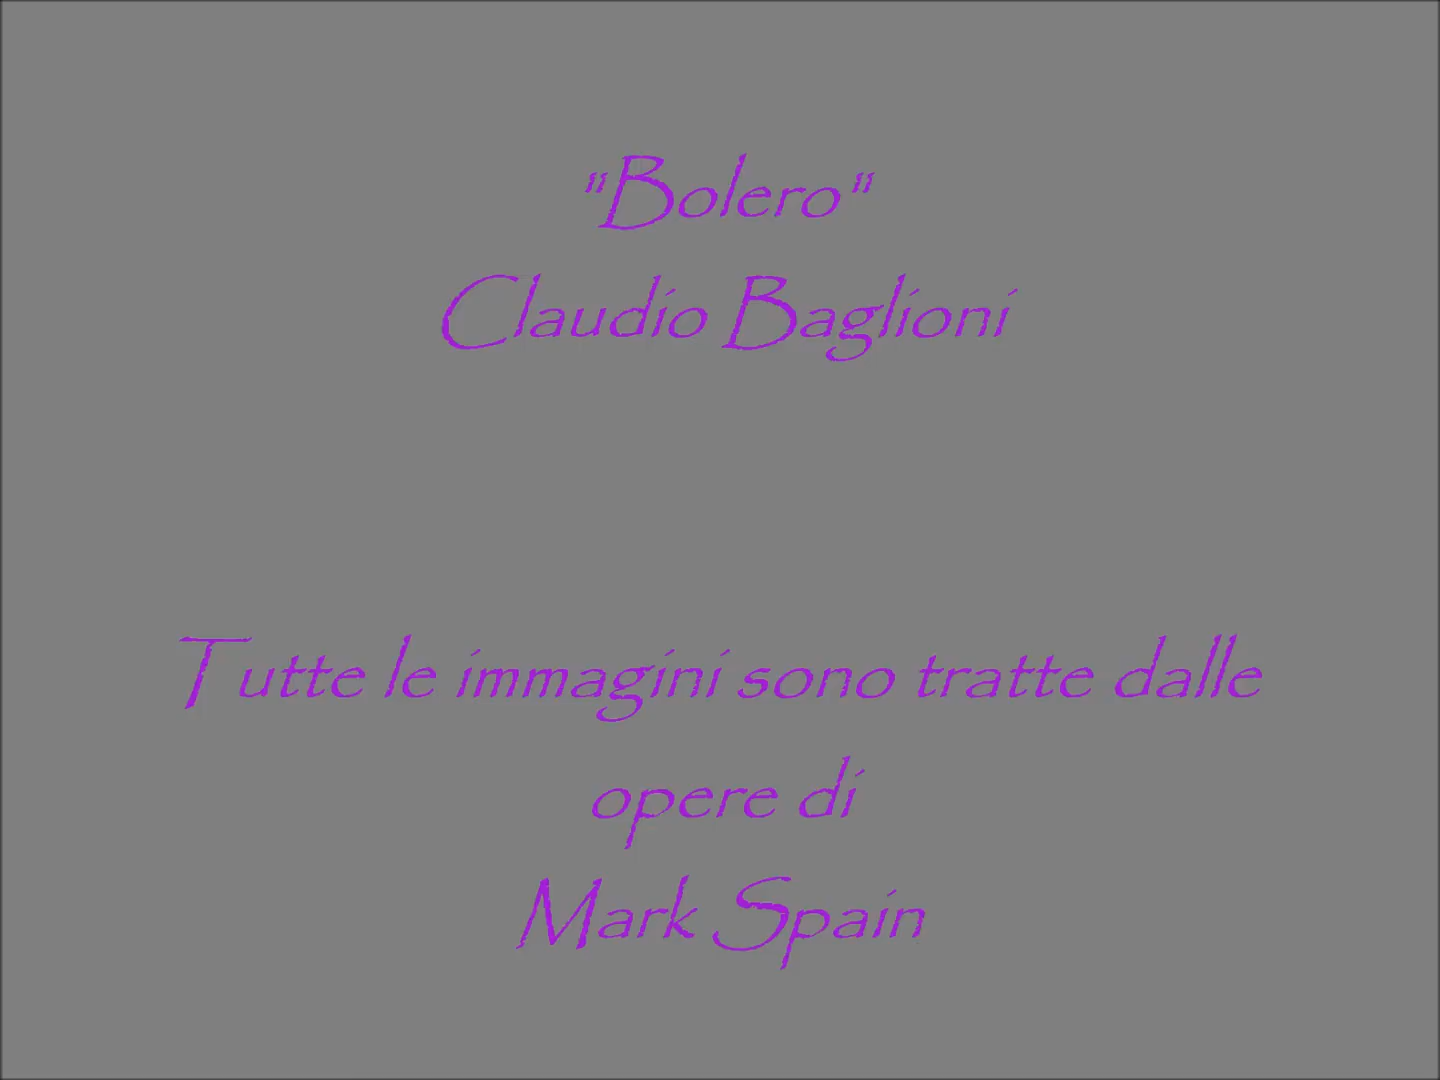 "Bolero"
Claudio Baglioni
Tutte le immagini sono tratte dalle
opere di
Mark Spain